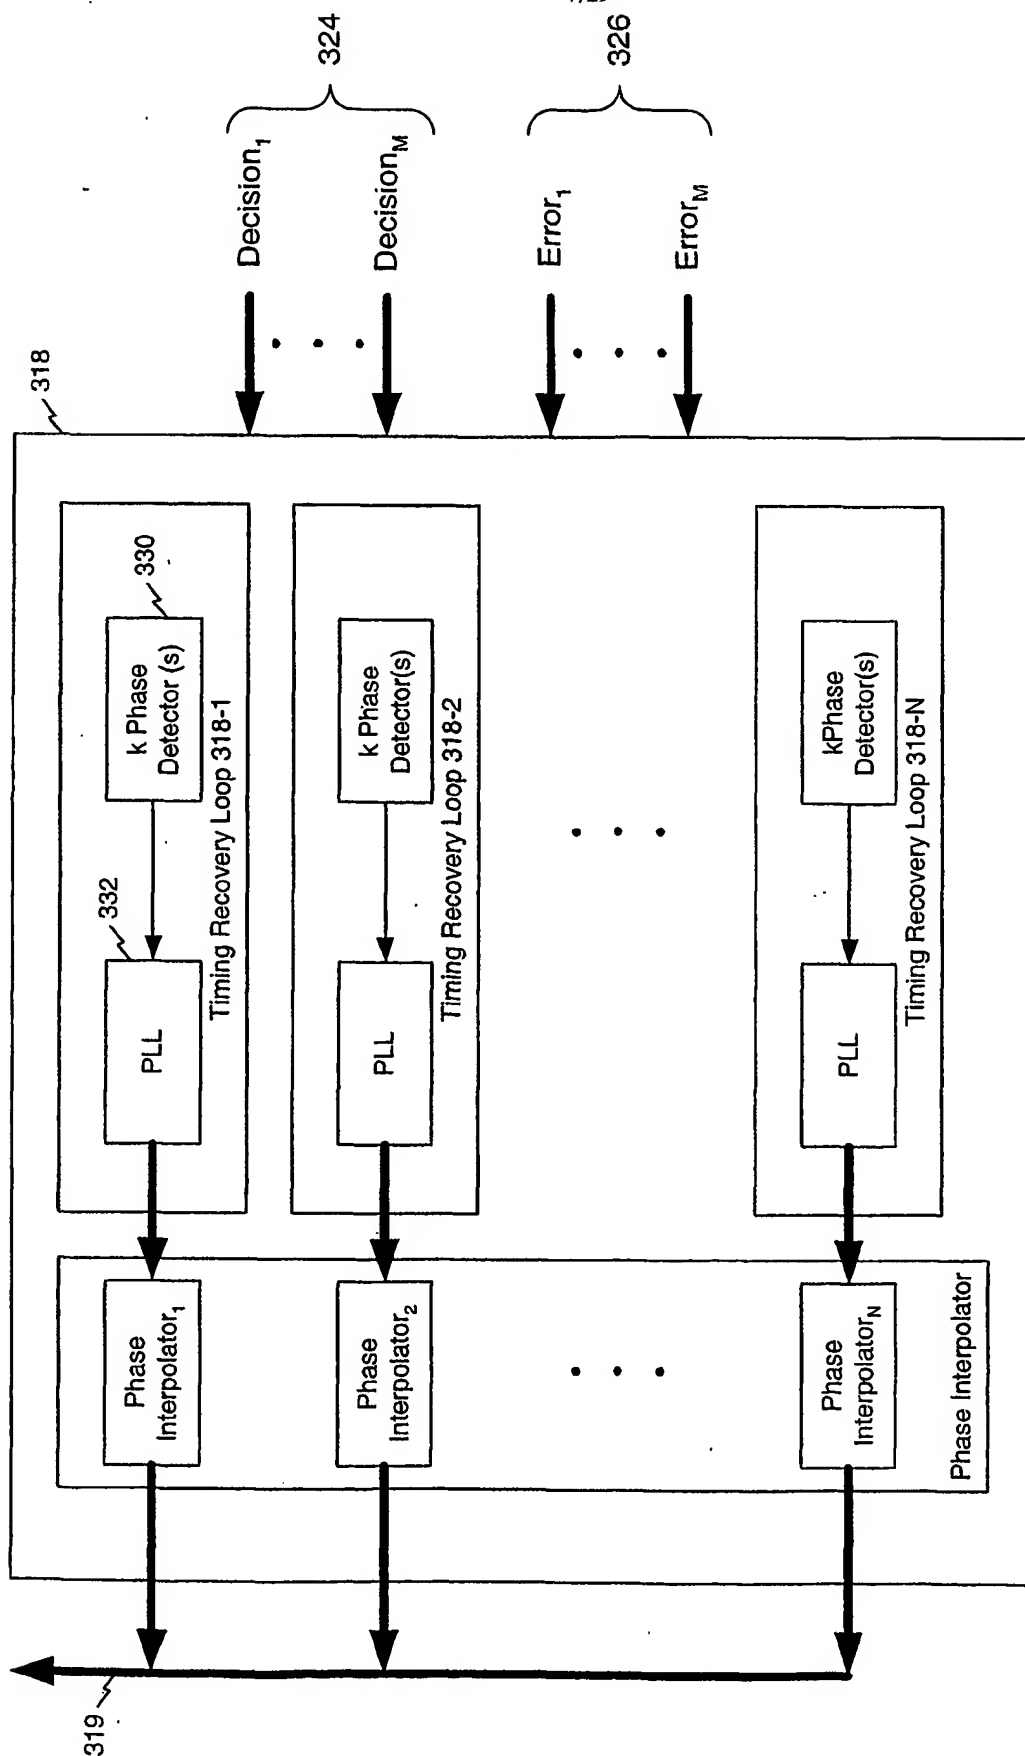 318
k Phase
Detector (s)
330
PLL
332
Timing Recovery Loop 318-1
Phase
Interpolator1
k Phase
Detector(s)
PLL
Timing Recovery Loop 318-2
Phase
Interpolator2
kPhase
Detector(s)
PLL
Timing Recovery Loop 318-N
Phase
InterpolatorN
Phase Interpolator
319
Decision1
DecisionM
324
Error1
ErrorM
326